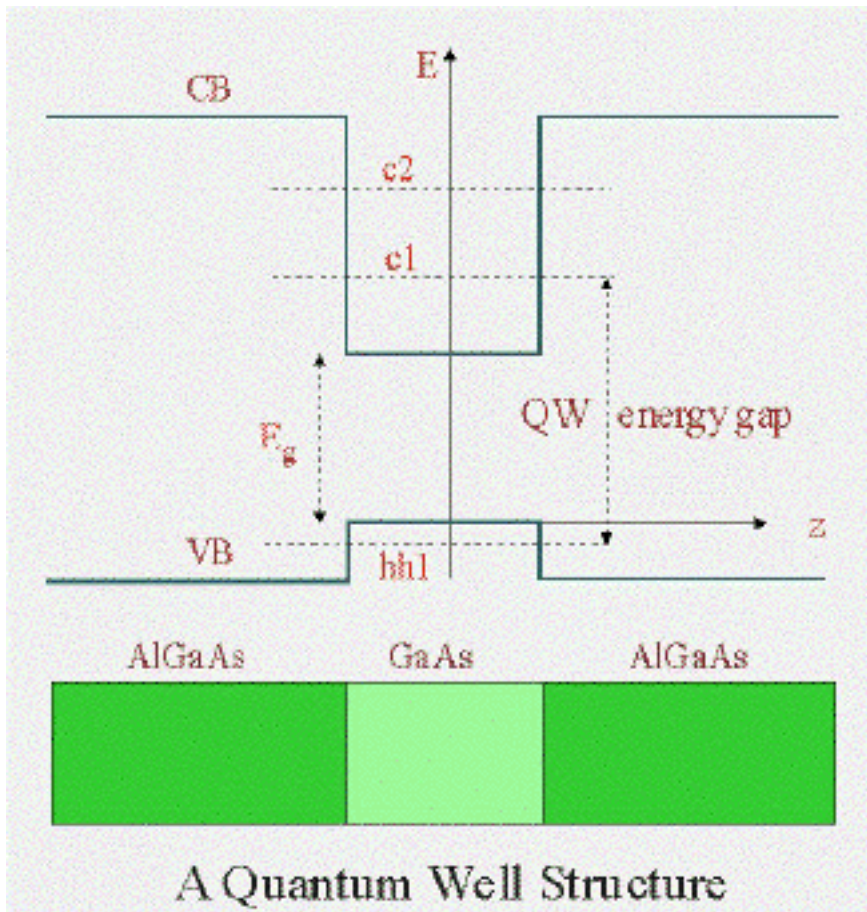 E
CB
c2
c1
QW energy gap
Eg
z
VB
hh1
AlGaAs GaAs AlGaAs
A Quantum Well Structure